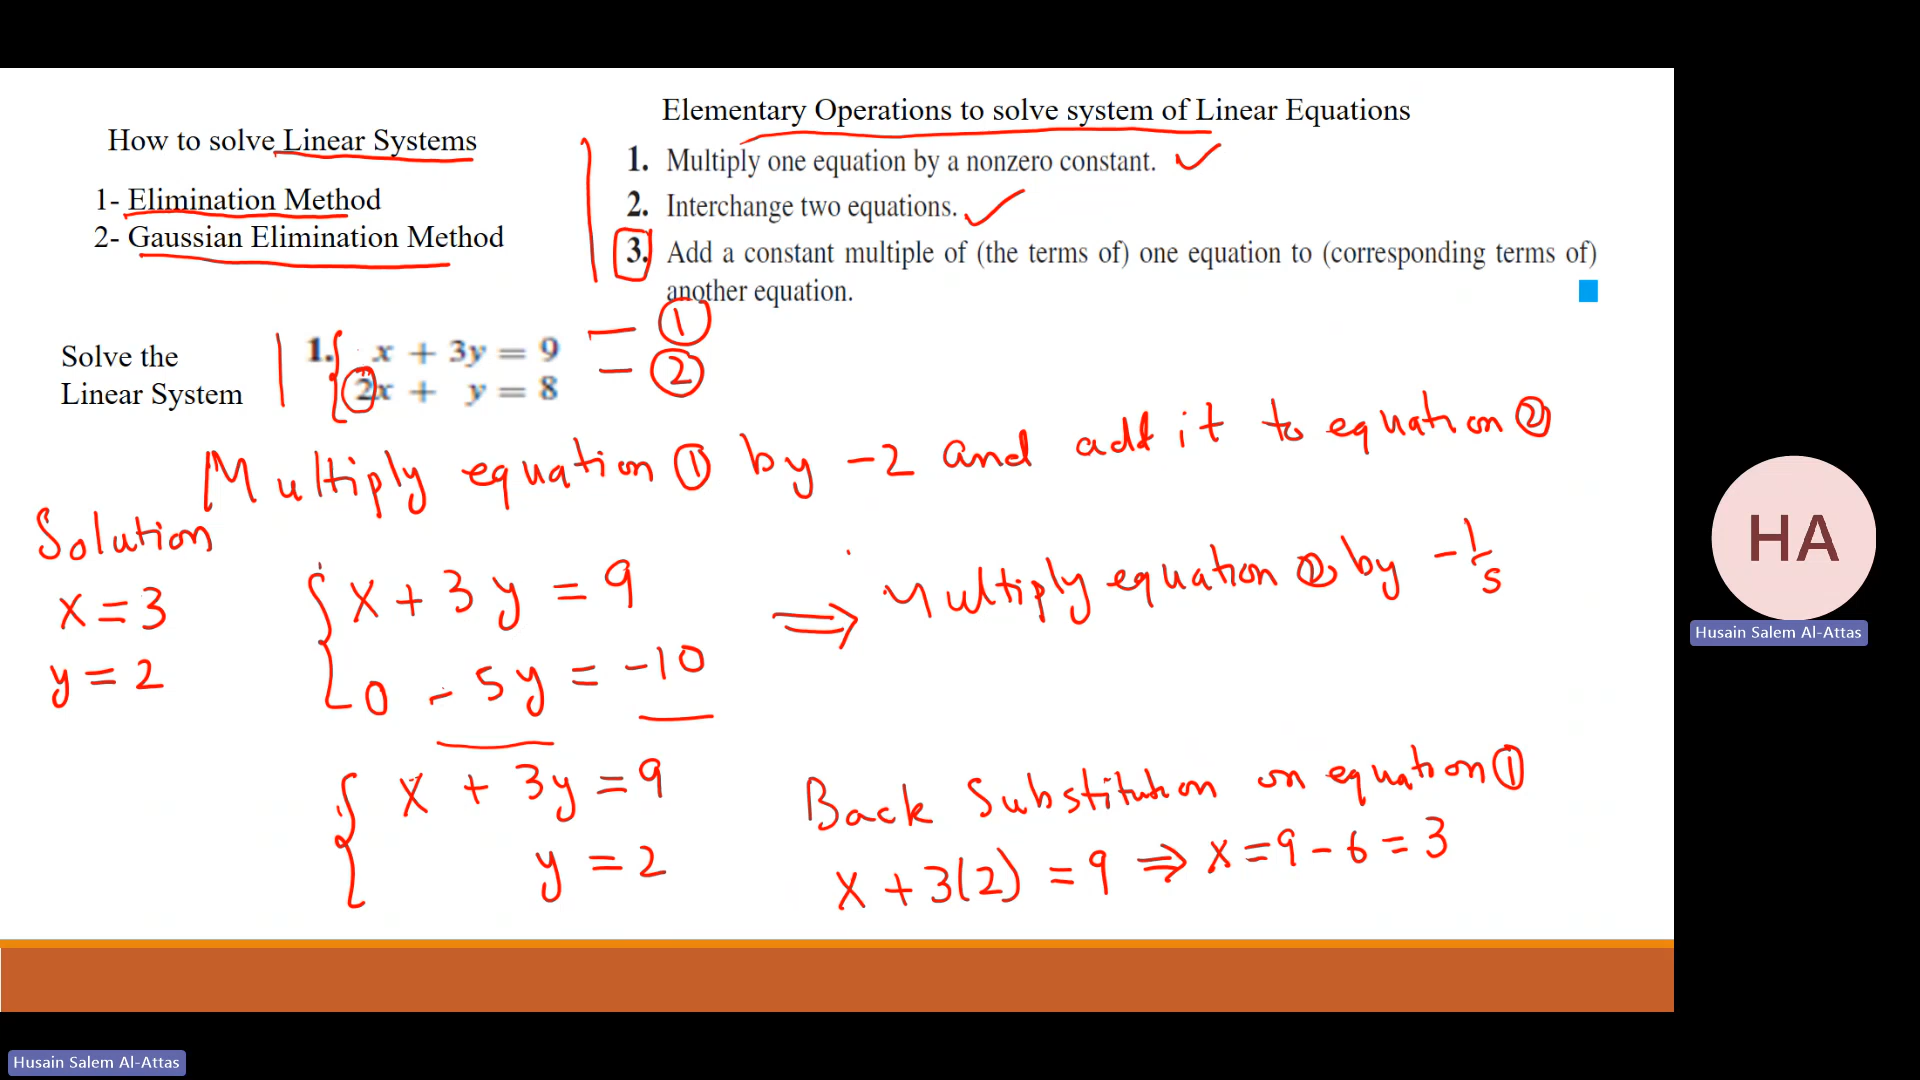 How to solve Linear Systems
1- Elimination Method
2- Gaussian Elimination Method
Elementary Operations to solve system of Linear Equations
1. Multiply one equation by a nonzero constant.
2. Interchange two equations.
3. Add a constant multiple of (the terms of) one equation to (corresponding terms of)
another equation.
Solve the
Linear System
1. x + 3y = 9 — ①
2x + y = 8 — ②
Multiply equation ① by -2 and add it to equation ②
Solution
x = 3
y = 2
x + 3y = 9
0 - 5y = -10
⇒ Multiply equation ② by -1/5
x + 3y = 9
y = 2
Back Substitution on equation ①
x + 3(2) = 9 ⇒ x = 9 - 6 = 3
HA
Husain Salem Al-Attas
Husain Salem Al-Attas